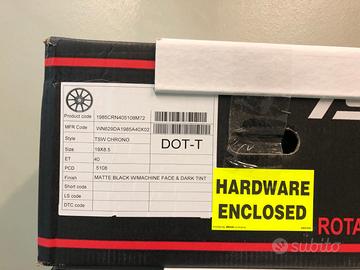 Product code 1985CRN405108M72
MFR Code WN629DA1985A40X02
Style TSW CHRONO
Size 19X8.5
ET 40
PCD 5108
Finish MATTE BLACK W/MACHINE FACE & DARK TINT
Short code
LS code
DTC code
DOT-T
HARDWARE
ENCLOSED
ROTA
subito